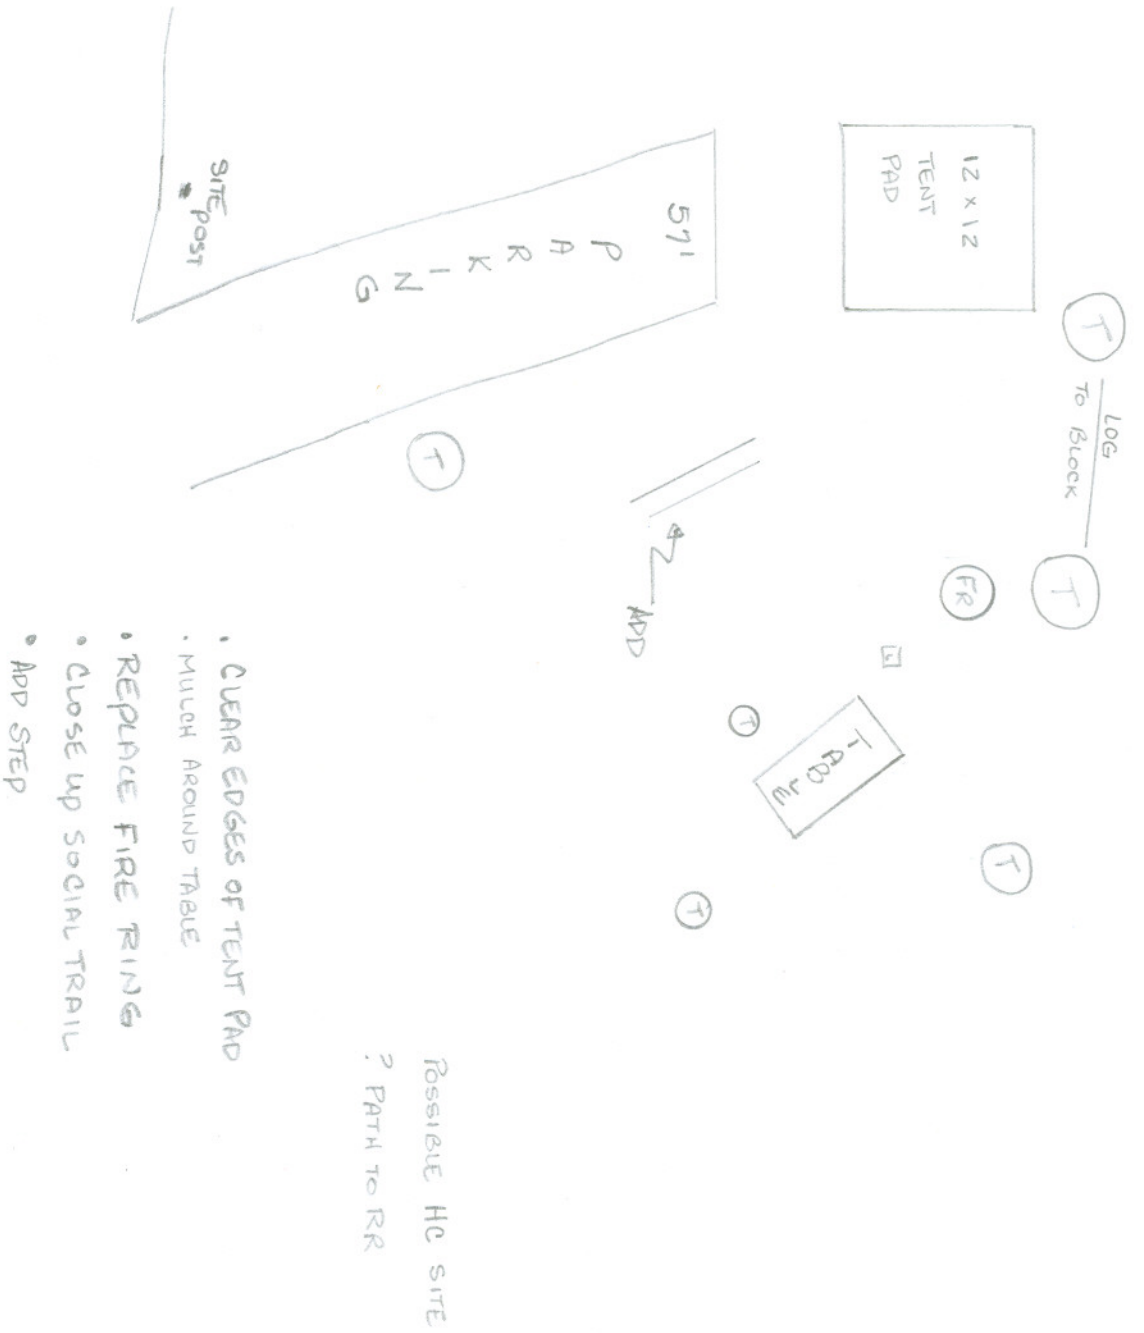 T
LOG
TO BLOCK
T
12 x 12
TENT
PAD
FR
T
TABLE
T
T
57'
PARKING
ADD
T
SITE
POST
POSSIBLE HC SITE
? PATH TO RR
• CLEAR EDGES OF TENT PAD
• MULCH AROUND TABLE
• REPLACE FIRE RING
• CLOSE UP SOCIAL TRAIL
• ADD STEP